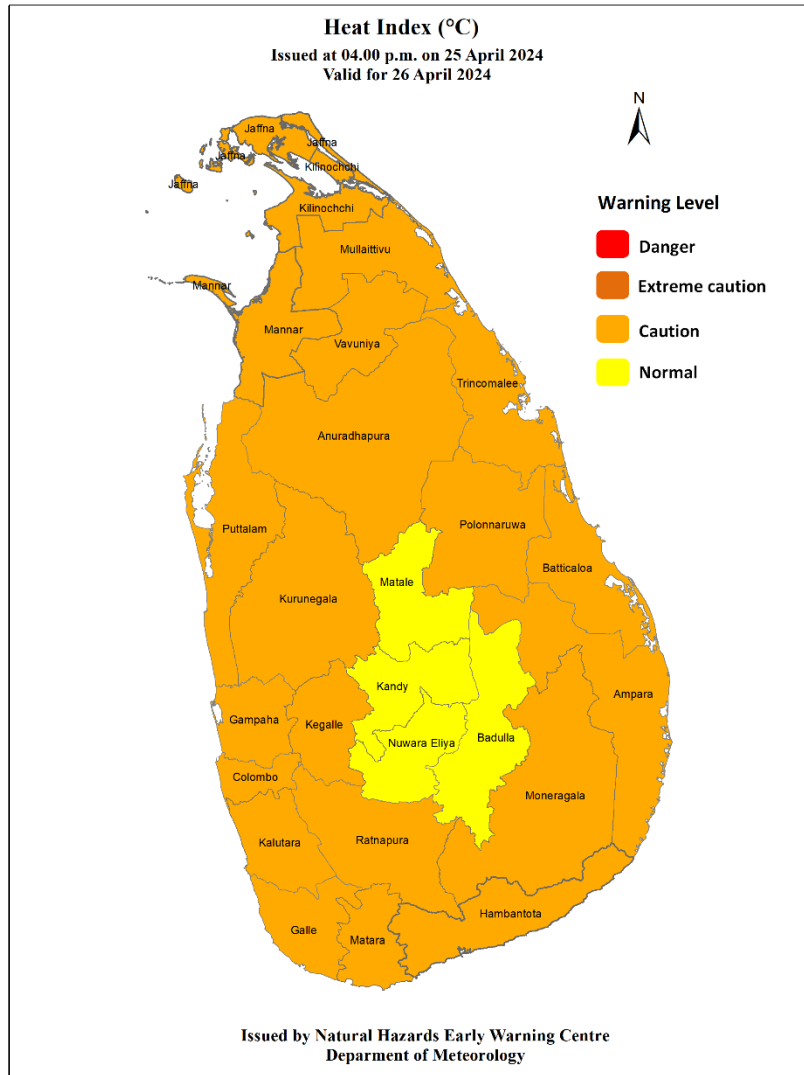 Heat Index (°C)
Issued at 04.00 p.m. on 25 April 2024
Valid for 26 April 2024
N
Warning Level
Danger
Extreme caution
Caution
Normal
Jaffna
Jaffna
Jaffna
Kilinochchi
Jaffna
Kilinochchi
Mullaittivu
Mannar
Mannar
Vavuniya
Trincomalee
Anuradhapura
Polonnaruwa
Puttalam
Batticaloa
Matale
Kurunegala
Kandy
Ampara
Gampaha
Kegalle
Nuwara Eliya
Badulla
Colombo
Moneragala
Kalutara
Ratnapura
Hambantota
Galle
Matara
Issued by Natural Hazards Early Warning Centre
Deparment of Meteorology